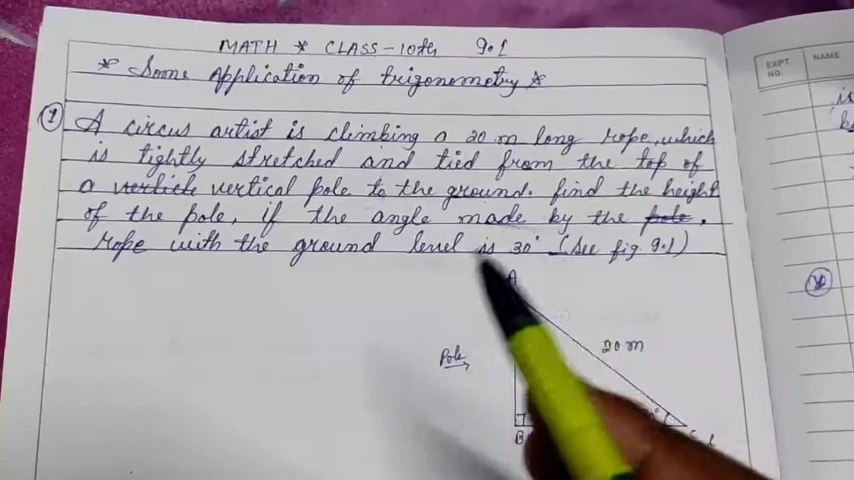 MATH * CLASS-10th 9.1
* Some Application of trigonometry *
1 A circus artist is climbing a 20 m long rope, which
is tightly stretched and tied from the top of
a vertical pole to the ground. find the height
of the pole, if the angle made by the
rope with the ground level is 30° (See fig 9.1)
A
Pole
20 m
B
EXPT. NO.
NAME